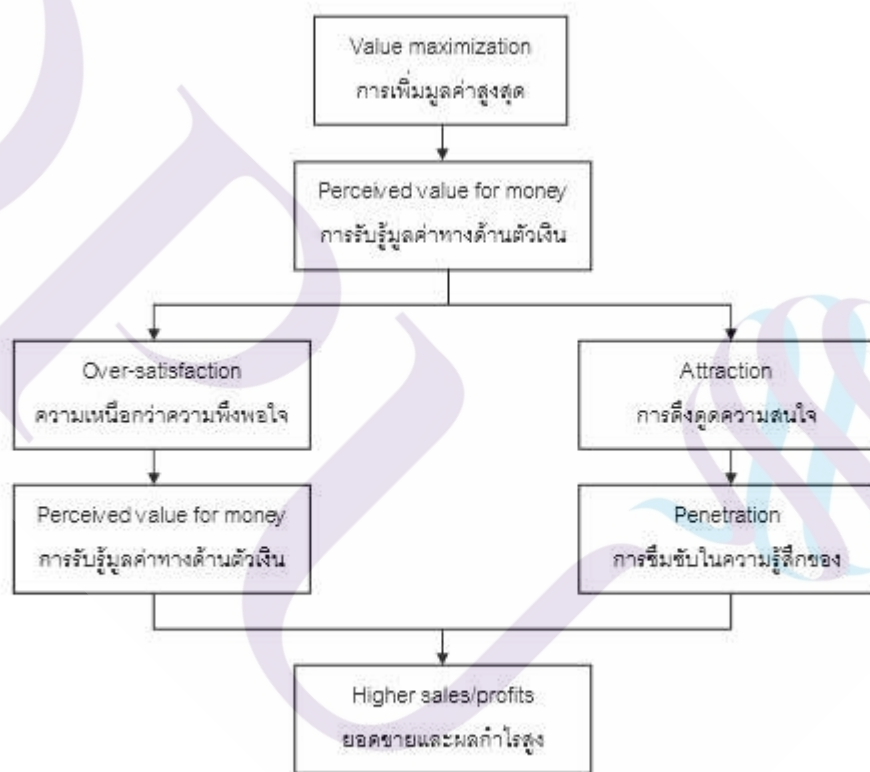 Value maximization
การเพิ่มมูลค่าสูงสุด
Perceived value for money
การรับรู้มูลค่าทางด้านตัวเงิน
Over-satisfaction
ความเหนือกว่าความพึงพอใจ
Attraction
การดึงดูดความสนใจ
Perceived value for money
การรับรู้มูลค่าทางด้านตัวเงิน
Penetration
การซึมซับในความรู้สึกของ
Higher sales/profits
ยอดขายและผลกำไรสูง